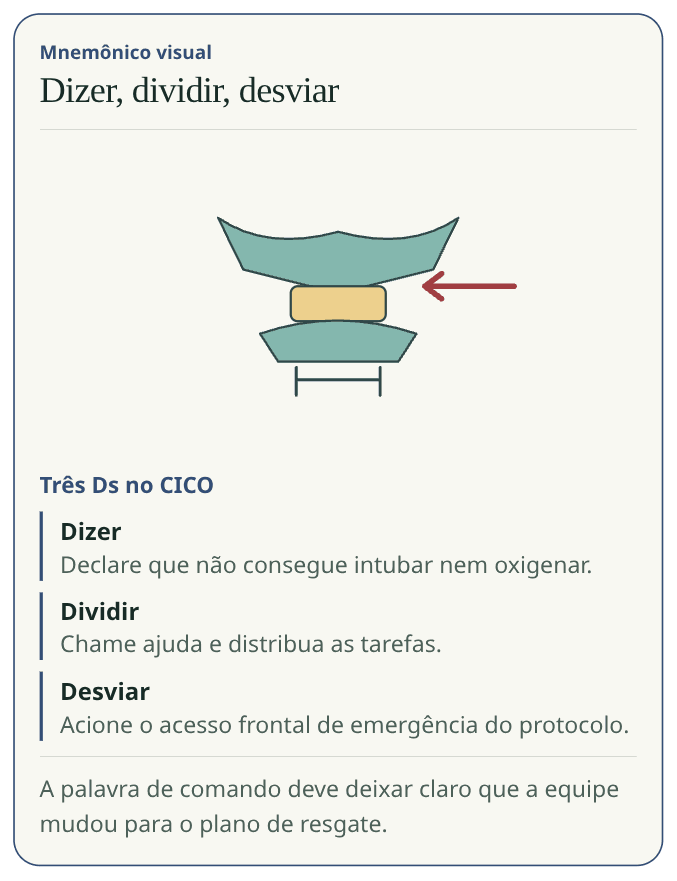 Mnemônico visual
Dizer, dividir, desviar
Três Ds no CICO
Dizer
Declare que não consegue intubar nem oxigenar.
Dividir
Chame ajuda e distribua as tarefas.
Desviar
Acione o acesso frontal de emergência do protocolo.
A palavra de comando deve deixar claro que a equipe
mudou para o plano de resgate.